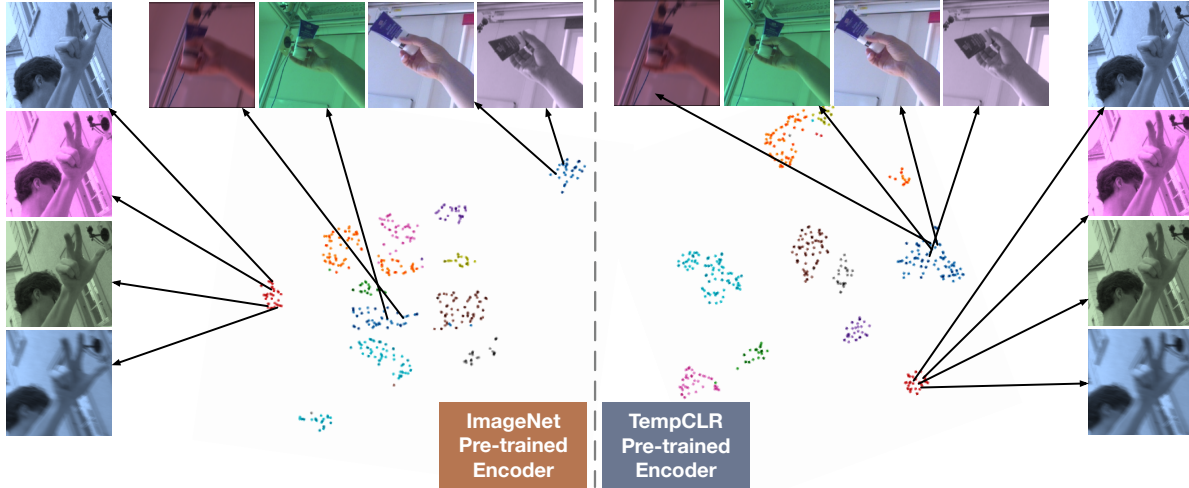 ImageNet
Pre-trained
Encoder
TempCLR
Pre-trained
Encoder